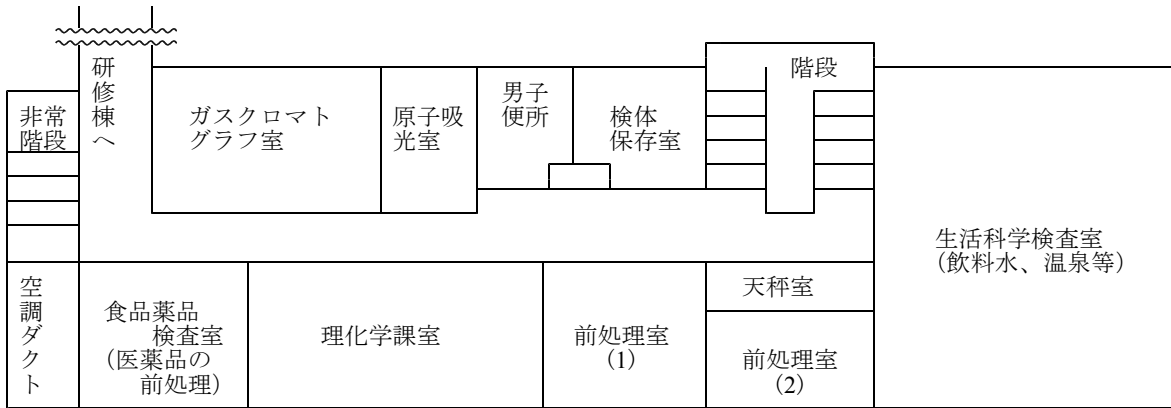 研修棟へ
非常
階段
ガスクロマト
グラフ室
原子吸
光室
男子
便所
検体
保存室
階段
生活科学検査室
（飲料水、温泉等）
空調ダクト
食品薬品
検査室
（医薬品の
前処理）
理化学課室
前処理室
（1）
天秤室
前処理室
（2）